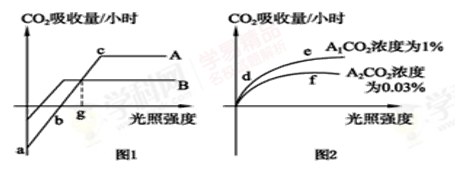 CO₂吸收量/小时
c
A
B
b
g
a
光照强度
图1
CO₂吸收量/小时
A₁CO₂浓度为1%
e
d
f
A₂CO₂浓度
为0.03%
光照强度
图2